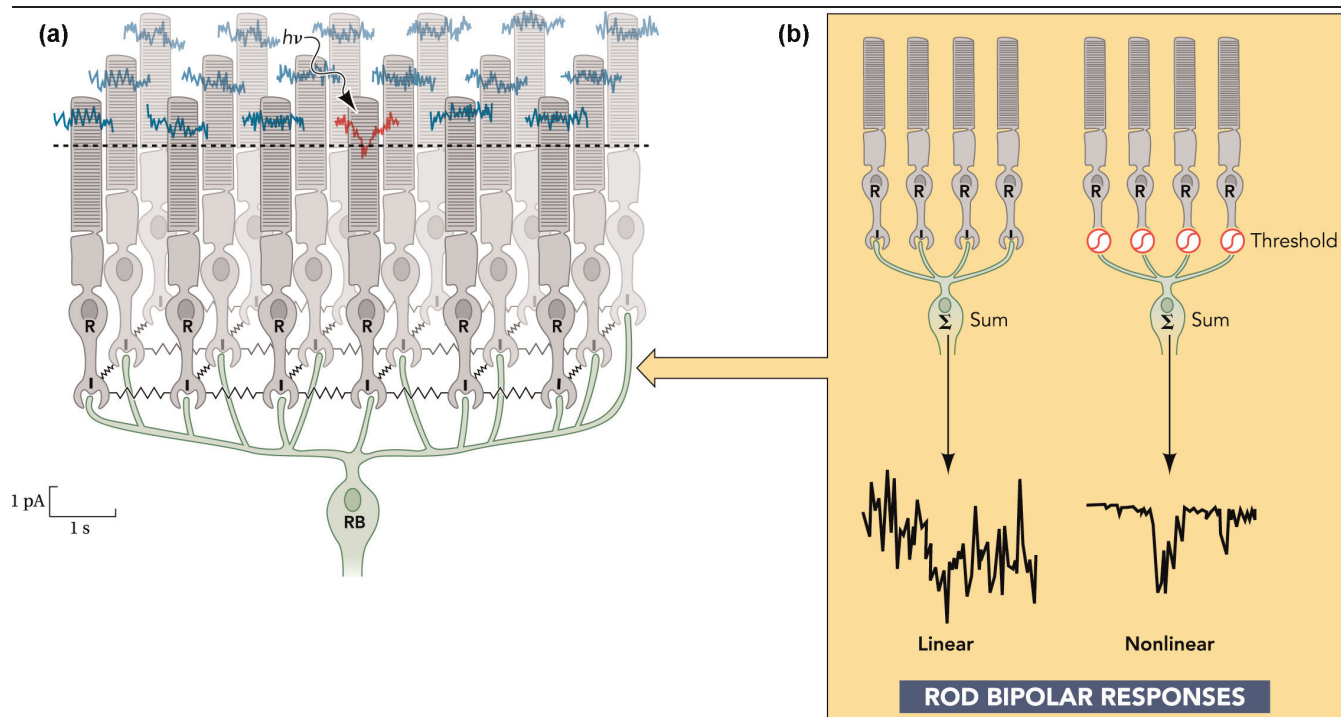 (a)
hν
R R R R R R
RB
1 pA
1 s
(b)
R R R R
R R R R
Threshold
Σ Sum
Σ Sum
Linear
Nonlinear
ROD BIPOLAR RESPONSES